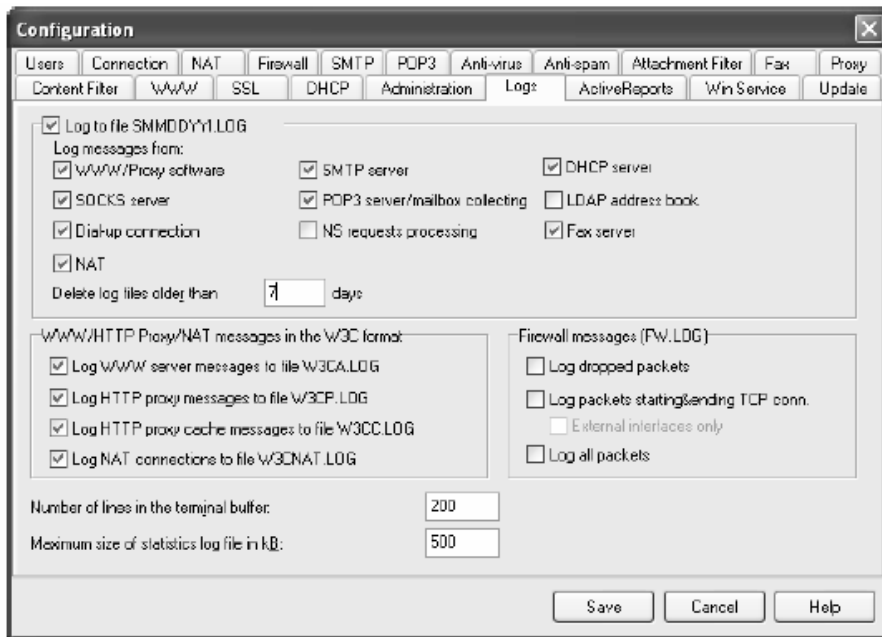 Configuration
Users Connection NAT Firewall SMTP POP3 Anti-virus Anti-spam Attachment Filter Fax Proxy
Content Filter WWW SSL DHCP Administration Logs ActiveReports Win Service Update
Log to file SMMDDYY1.LOG
Log messages from:
WWW/Proxy software SMTP server DHCP server
SOCKS server POP3 server/mailbox collecting LDAP address book
Dial-up connection NS requests processing Fax server
NAT
Delete log files older than 7 days
WWW/HTTP Proxy/NAT messages in the W3C format Firewall messages (FW.LOG)
Log WWW server messages to file W3CA.LOG Log dropped packets
Log HTTP proxy messages to file W3CP.LOG Log packets starting&ending TCP conn.
Log HTTP proxy cache messages to file W3CC.LOG External interfaces only
Log NAT connections to file W3CNAT.LOG Log all packets
Number of lines in the terminal buffer: 200
Maximum size of statistics log file in kB: 500
Save Cancel Help